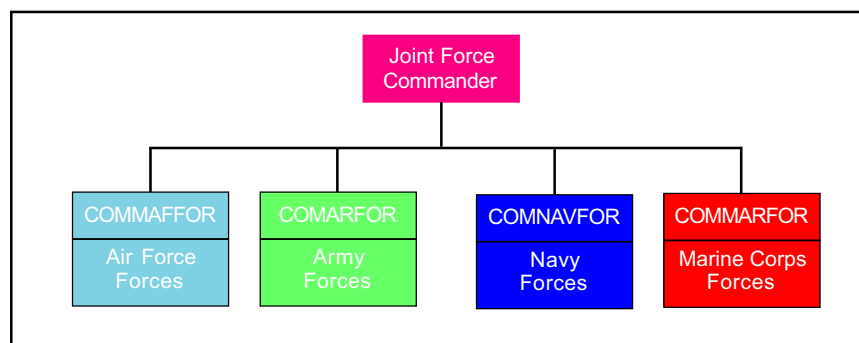 Joint Force
Commander
COMMAFFOR
Air Force
Forces
COMARFOR
Army
Forces
COMNAVFOR
Navy
Forces
COMMARFOR
Marine Corps
Forces